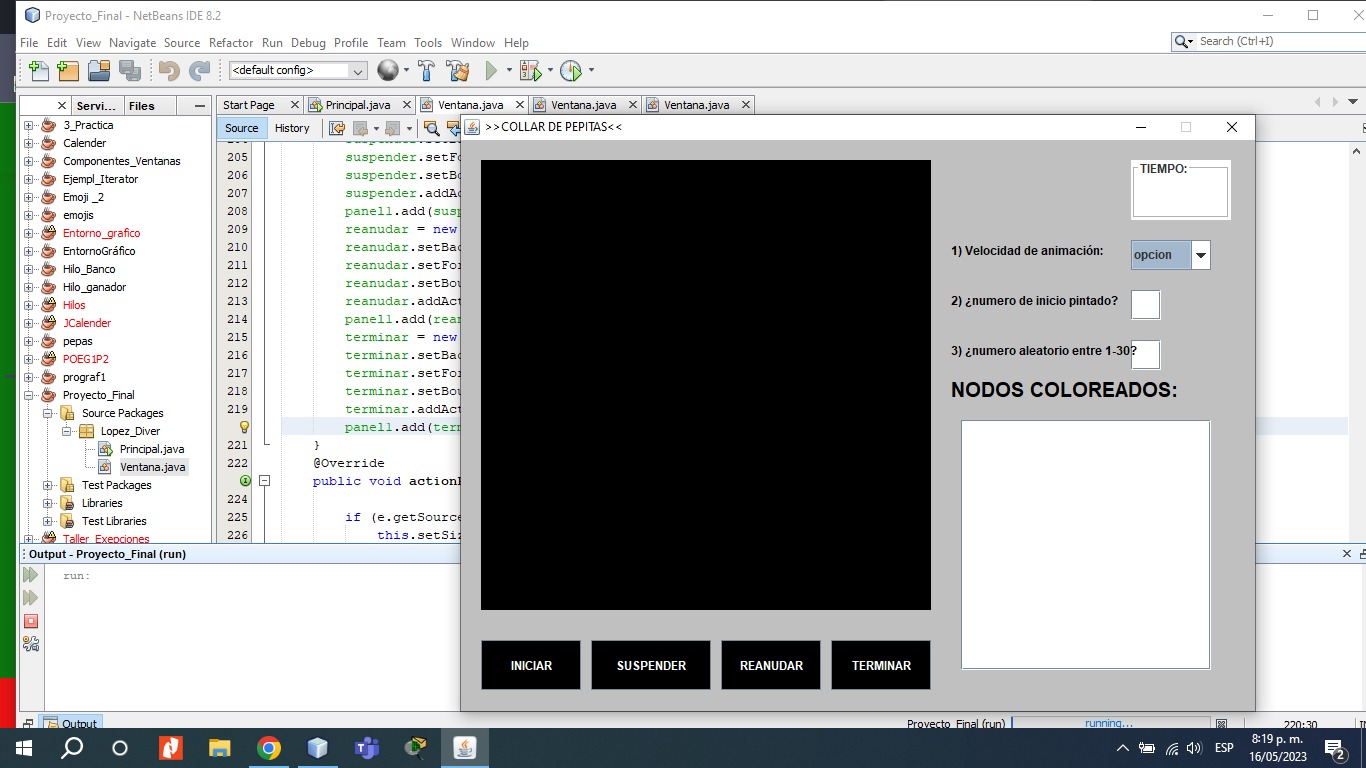 Proyecto_Final - NetBeans IDE 8.2
File Edit View Navigate Source Refactor Run Debug Profile Team Tools Window Help
Search (Ctrl+I)
<default config>
Servi... Files
Start Page Principal.java Ventana.java Ventana.java Ventana.java
Source History
3_Practica
Calender
Componentes_Ventanas
Ejempl_Iterator
Emoji _2
emojis
Entorno_grafico
EntornoGráfico
Hilo_Banco
Hilo_ganador
Hilos
JCalender
pepas
POEG1P2
prograf1
Proyecto_Final
Source Packages
Lopez_Diver
Principal.java
Ventana.java
Test Packages
Libraries
Test Libraries
Taller_Exepciones
205 suspender.setFo
206 suspender.setBo
207 suspender.addAc
208 panel1.add(susp
209 reanudar = new
210 reanudar.setBac
211 reanudar.setFor
212 reanudar.setBou
213 reanudar.addAct
214 panel1.add(rean
215 terminar = new
216 terminar.setBac
217 terminar.setFor
218 terminar.setBou
219 terminar.addAct
panel1.add(term
221 }
222 @Override
public void action
224
225 if (e.getSource
226 this.setSiz
>>COLLAR DE PEPITAS<<
TIEMPO:
1) Velocidad de animación: opcion
2) ¿numero de inicio pintado?
3) ¿numero aleatorio entre 1-30?
NODOS COLOREADOS:
INICIAR SUSPENDER REANUDAR TERMINAR
Output - Proyecto_Final (run)
run:
Output
Proyecto_Final (run) running... 220:30
ESP
8:19 p. m.
16/05/2023
2